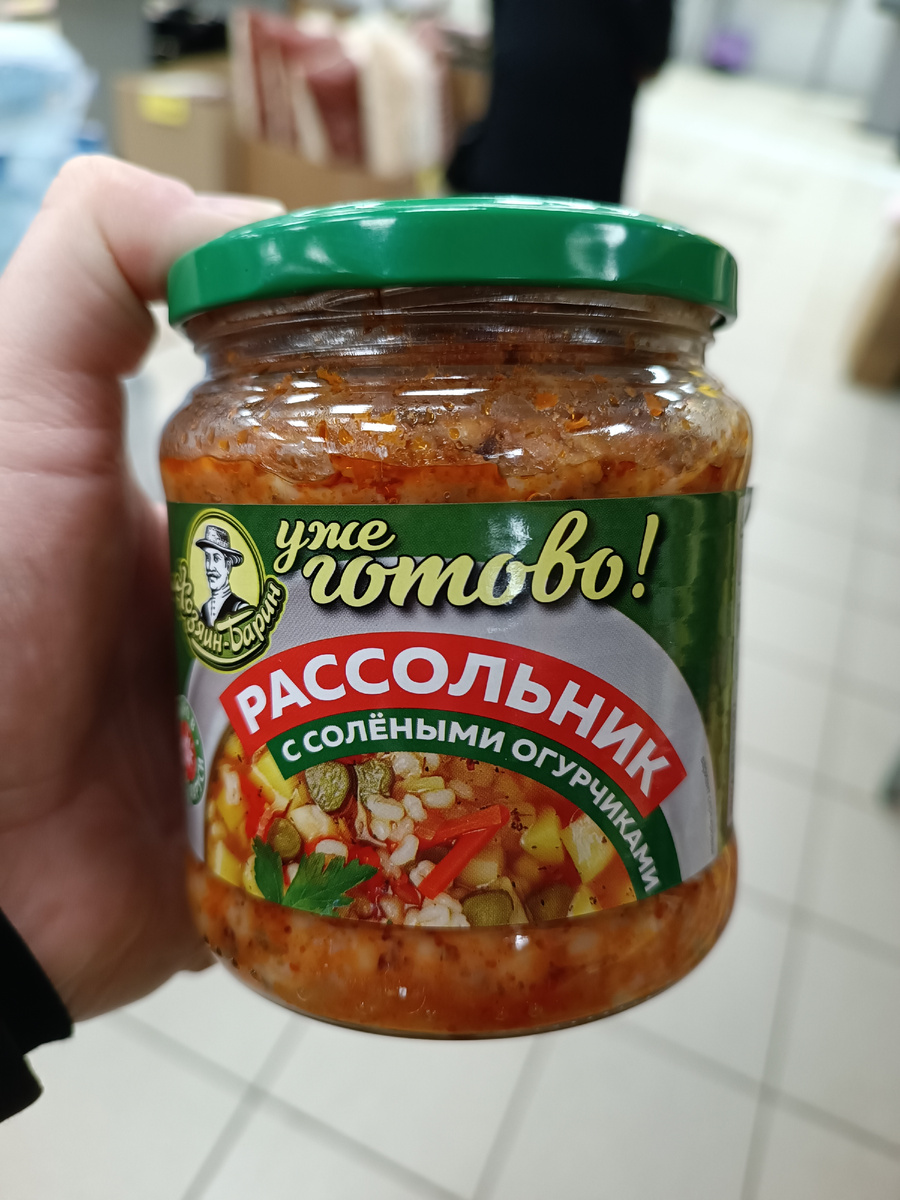 уже
готово!
Хозяин-Барин
РАССОЛЬНИК
С СОЛЁНЫМИ ОГУРЧИКАМИ